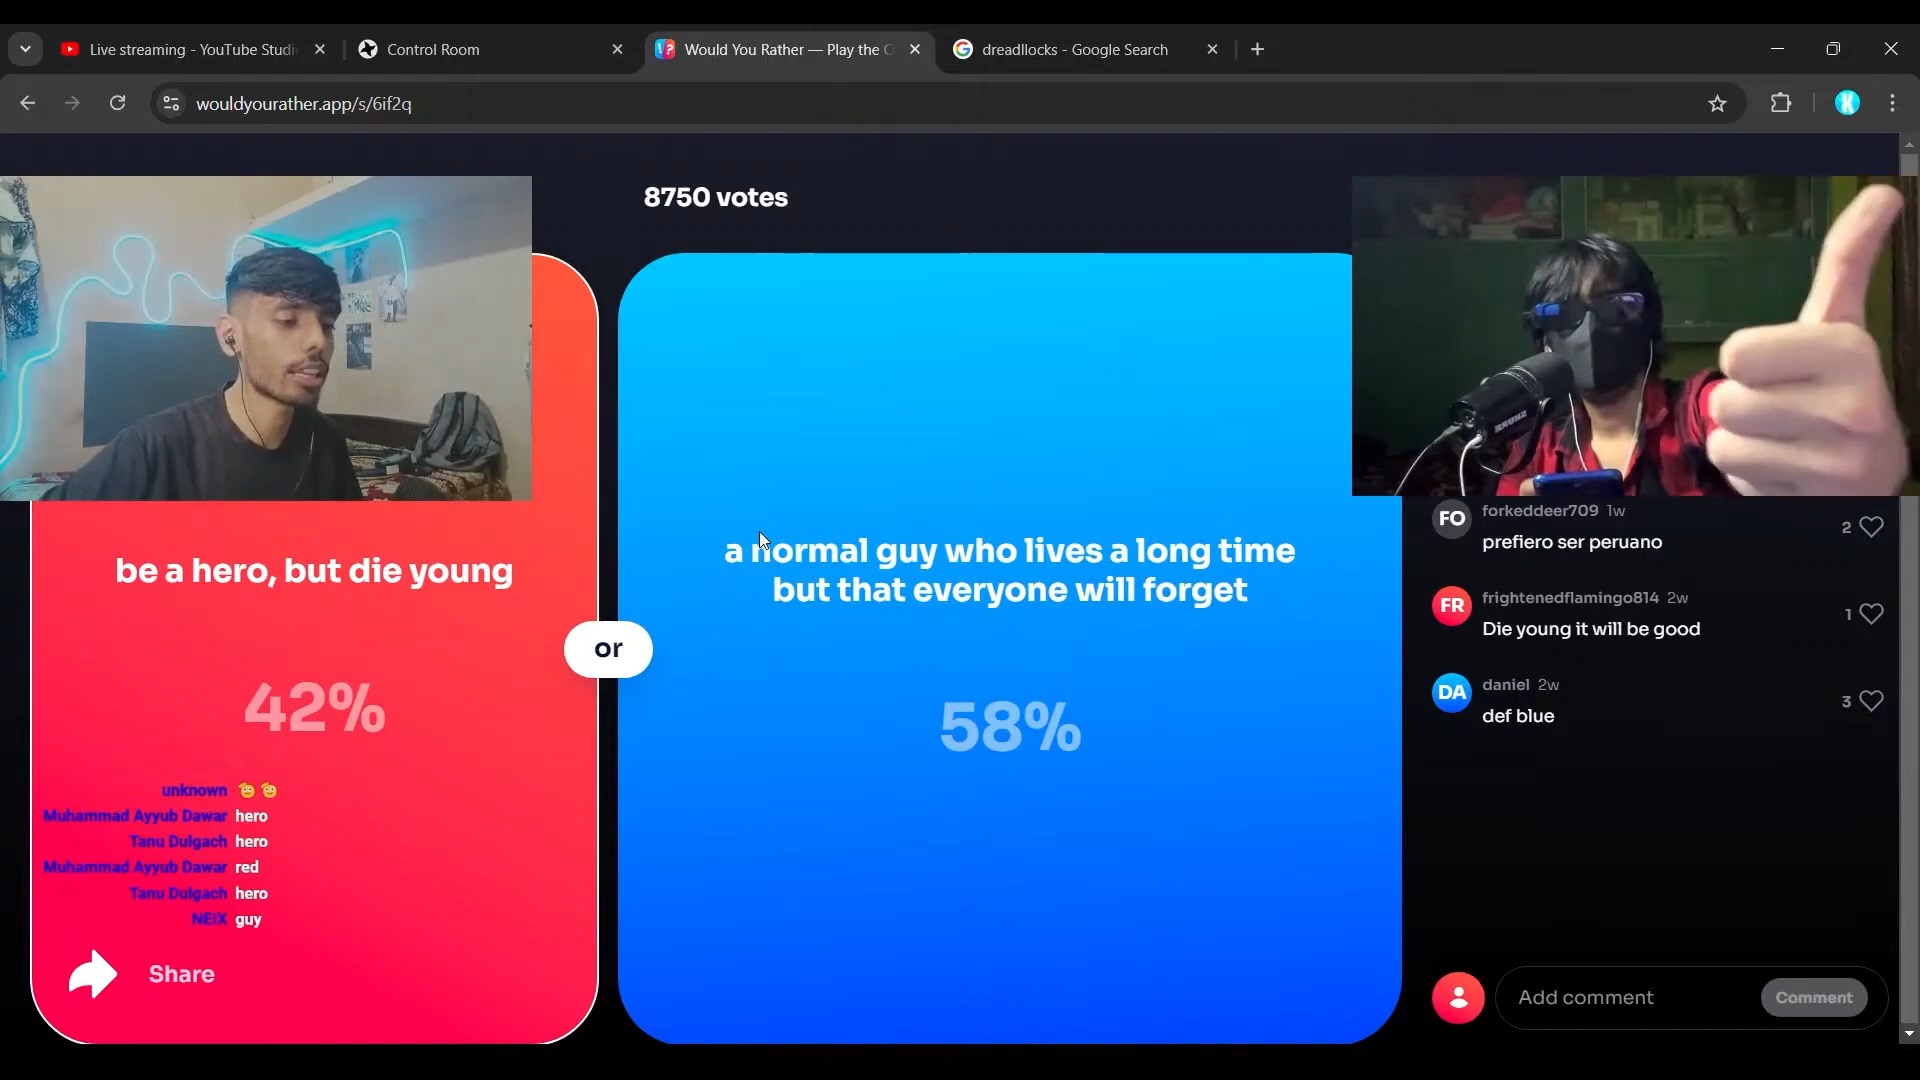 Live streaming - YouTube Studi
Control Room
Would You Rather — Play the C
dreadllocks - Google Search
wouldyourather.app/s/6if2q
8750 votes
be a hero, but die young
42%
or
a normal guy who lives a long time
but that everyone will forget
58%
unknown
Muhammad Ayyub Dawar hero
Tanu Dulgach hero
Muhammad Ayyub Dawar red
Tanu Dulgach hero
NEIX guy
Share
FO forkeddeer709 1w
prefiero ser peruano
2
FR frightenedflamingo814 2w
Die young it will be good
1
DA daniel 2w
def blue
3
Add comment
Comment